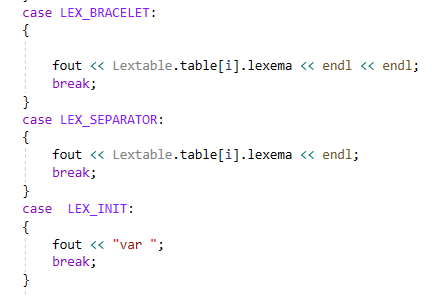 case LEX_BRACELET:
{
fout << Lextable.table[i].lexema << endl << endl;
break;
}
case LEX_SEPARATOR:
{
fout << Lextable.table[i].lexema << endl;
break;
}
case  LEX_INIT:
{
fout << "var ";
break;
}